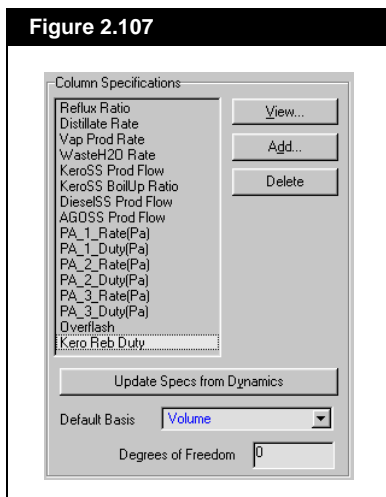 Figure 2.107
Column Specifications
Reflux Ratio
Distillate Rate
Vap Prod Rate
WasteH2O Rate
KeroSS Prod Flow
KeroSS BoilUp Ratio
DieselSS Prod Flow
AGOSS Prod Flow
PA_1_Rate(Pa)
PA_1_Duty(Pa)
PA_2_Rate(Pa)
PA_2_Duty(Pa)
PA_3_Rate(Pa)
PA_3_Duty(Pa)
Overflash
Kero Reb Duty
View...
Add...
Delete
Update Specs from Dynamics
Default Basis Volume
Degrees of Freedom 0